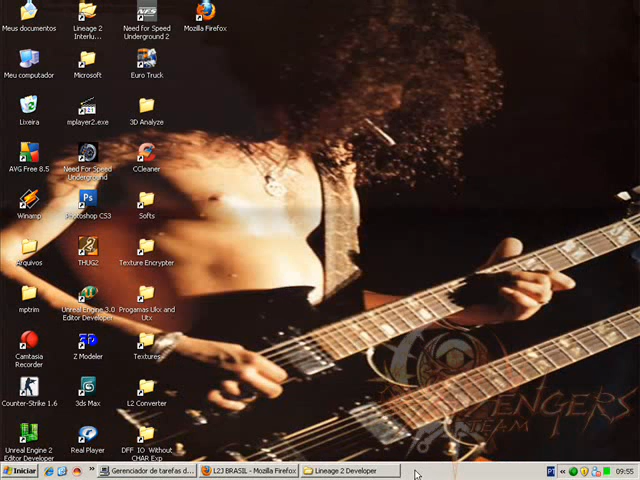 Meus documentos
Lineage 2 Interlu...
Need for Speed Underground 2
Mozilla Firefox
Meu computador
Microsoft
Euro Truck
Lixeira
mplayer2.exe
3D Analyze
AVG Free 8.5
Need For Speed Underground
CCleaner
Winamp
Photoshop CS3
Softs
Arquivos
THUG2
Texture Encrypter
mptrim
Unreal Engine 3.0 Editor Developer
Progamas Ukx and Utx
Camtasia Recorder
Z Modeler
Textures
Counter-Strike 1.6
3ds Max
L2 Converter
Unreal Engine 2 Editor Developer
Real Player
DFF IO Without CHAR Exp
TEAM
Iniciar
Gerenciador de tarefas d...
L2J BRASIL - Mozilla Firefox
Lineage 2 Developer
PT
09:55